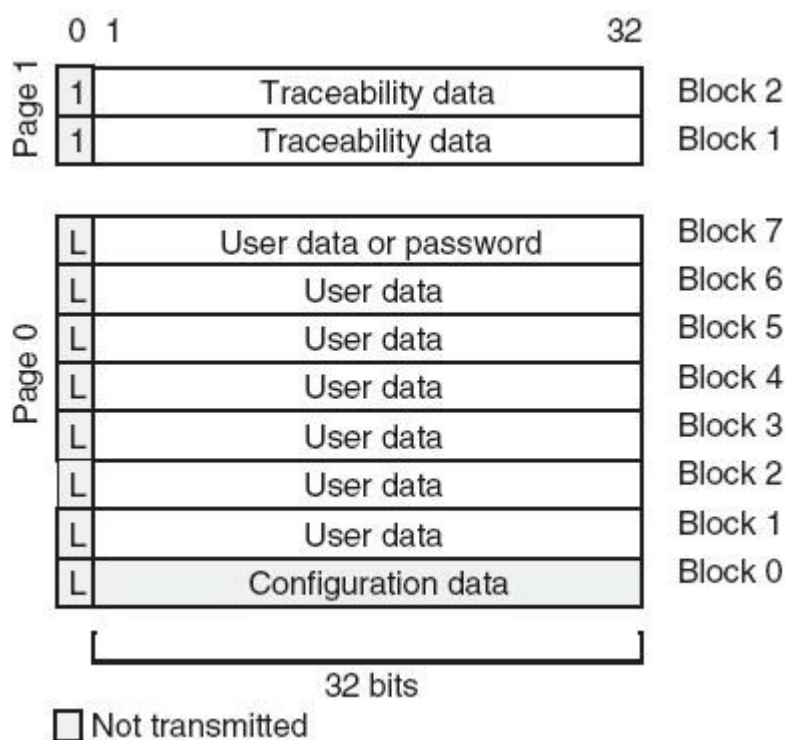 0 1 32
Page 1
1 Traceability data Block 2
1 Traceability data Block 1
Page 0
L User data or password Block 7
L User data Block 6
L User data Block 5
L User data Block 4
L User data Block 3
L User data Block 2
L User data Block 1
L Configuration data Block 0
32 bits
Not transmitted